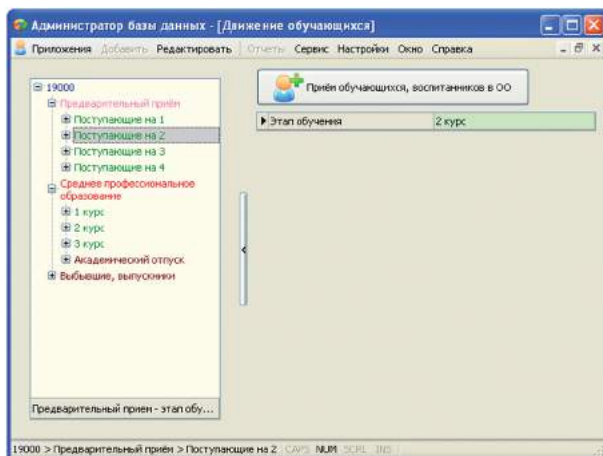 Администратор базы данных - [Движение обучающихся]
Приложения Добавить Редактировать Отчеты Сервис Настройки Окно Справка
19000
Предварительный приём
Поступающие на 1
Поступающие на 2
Поступающие на 3
Поступающие на 4
Среднее профессиональное
образование
1 курс
2 курс
3 курс
Академический отпуск
Выбывшие, выпускники
Предварительный прием - этап обу...
Приём обучающихся, воспитанников в ОО
Этап обучения 2 курс
19000 > Предварительный приём > Поступающие на 2 CAPS NUM SCRL INS